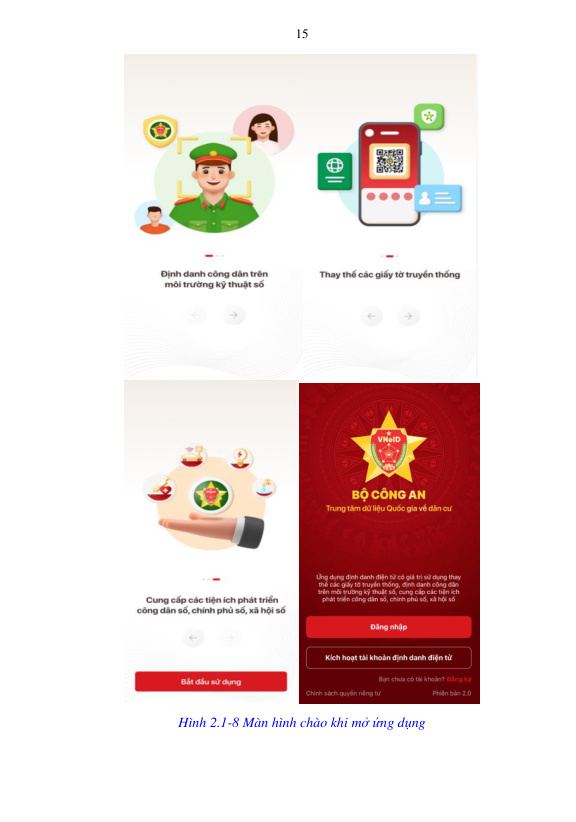 15
Định danh công dân trên
môi trường kỹ thuật số
Thay thế các giấy tờ truyền thống
Cung cấp các tiện ích phát triển
công dân số, chính phủ số, xã hội số
Bắt đầu sử dụng
VNeID
BỘ CÔNG AN
Trung tâm dữ liệu Quốc gia về dân cư
Ứng dụng định danh điện tử có giá trị sử dụng thay
thế các giấy tờ truyền thống, định danh công dân
trên môi trường kỹ thuật số, cung cấp các tiện ích
phát triển công dân số, chính phủ số, xã hội số
Đăng nhập
Kích hoạt tài khoản định danh điện tử
Bạn chưa có tài khoản? Đăng ký
Chính sách quyền riêng tư
Phiên bản 2.0
Hình 2.1-8 Màn hình chào khi mở ứng dụng